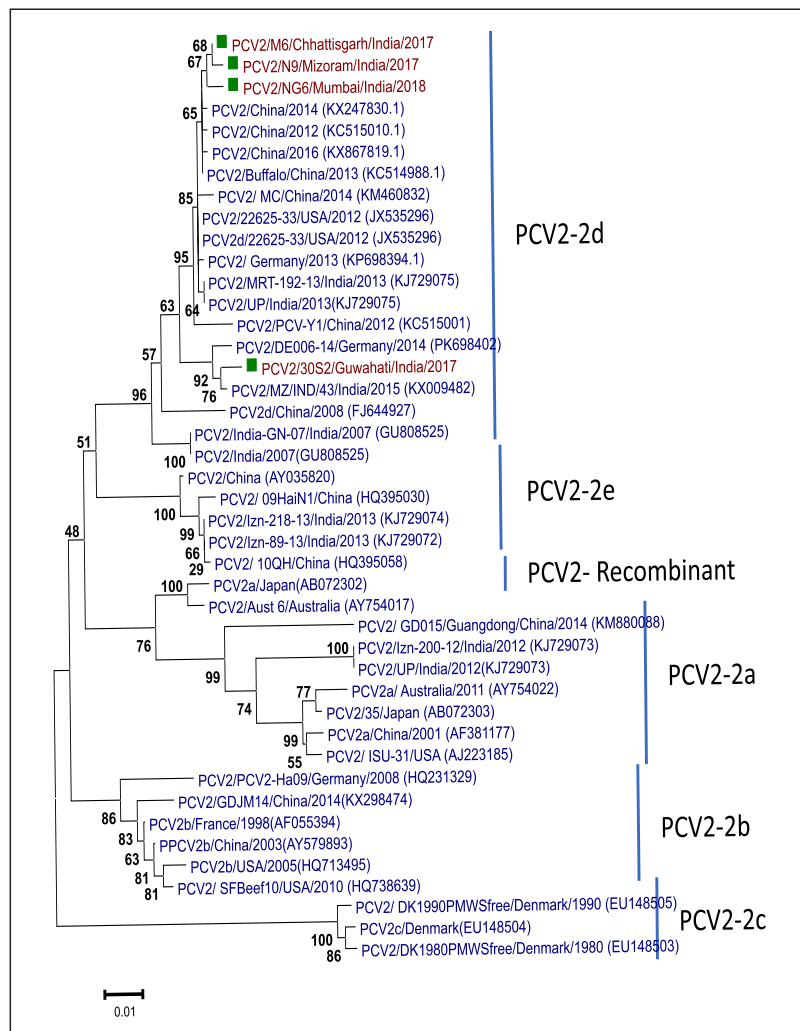 68
PCV2/M6/Chhattisgarh/India/2017
67
PCV2/N9/Mizoram/India/2017
PCV2/NG6/Mumbai/India/2018
65
PCV2/China/2014 (KX247830.1)
PCV2/China/2012 (KC515010.1)
PCV2/China/2016 (KX867819.1)
PCV2/Buffalo/China/2013 (KC514988.1)
85
PCV2/ MC/China/2014 (KM460832)
PCV2/22625-33/USA/2012 (JX535296)
PCV2d/22625-33/USA/2012 (JX535296)
PCV2-2d
95
PCV2/ Germany/2013 (KP698394.1)
PCV2/MRT-192-13/India/2013 (KJ729075)
PCV2/UP/India/2013(KJ729075)
63
64
PCV2/PCV-Y1/China/2012 (KC515001)
PCV2/DE006-14/Germany/2014 (PK698402)
57
PCV2/30S2/Guwahati/India/2017
92
76
PCV2/MZ/IND/43/India/2015 (KX009482)
96
PCV2d/China/2008 (FJ644927)
PCV2/India-GN-07/India/2007 (GU808525)
51
PCV2/India/2007(GU808525)
100
PCV2/China (AY035820)
PCV2-2e
PCV2/ 09HaiN1/China (HQ395030)
100
PCV2/Izn-218-13/India/2013 (KJ729074)
48
99
PCV2/Izn-89-13/India/2013 (KJ729072)
66
PCV2/ 10QH/China (HQ395058)
29
PCV2- Recombinant
100
PCV2a/Japan(AB072302)
PCV2/Aust 6/Australia (AY754017)
76
PCV2/ GD015/Guangdong/China/2014 (KM880088)
100
PCV2/Izn-200-12/India/2012 (KJ729073)
PCV2/UP/India/2012(KJ729073)
99
PCV2-2a
77
PCV2a/ Australia/2011 (AY754022)
74
PCV2/35/Japan (AB072303)
PCV2a/China/2001 (AF381177)
99
PCV2/ ISU-31/USA (AJ223185)
55
PCV2/PCV2-Ha09/Germany/2008 (HQ231329)
PCV2/GDJM14/China/2014(KX298474)
86
PCV2b/France/1998(AF055394)
PCV2-2b
83
PPCV2b/China/2003(AY579893)
63
PCV2b/USA/2005(HQ713495)
81
PCV2/ SFBeef10/USA/2010 (HQ738639)
81
PCV2/ DK1990PMWSfree/Denmark/1990 (EU148505)
PCV2-2c
PCV2c/Denmark(EU148504)
100
PCV2/DK1980PMWSfree/Denmark/1980 (EU148503)
86
0.01